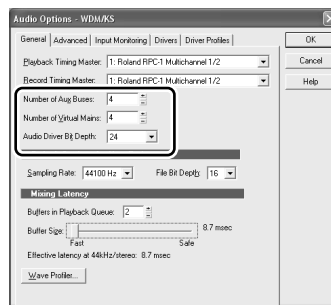 Audio Options - WDM/KS
General Advanced Input Monitoring Drivers Driver Profiles
OK
Playback Timing Master: 1: Roland RPC-1 Multichannel 1/2
Cancel
Record Timing Master: 1: Roland RPC-1 Multichannel 1/2
Help
Number of Aux Buses: 4
Number of Virtual Mains: 4
Audio Driver Bit Depth: 24
Sampling Rate: 44100 Hz File Bit Depth: 16
Mixing Latency
Buffers in Playback Queue: 2
Buffer Size: 8.7 msec
Fast Safe
Effective latency at 44kHz/stereo: 8.7 msec
Wave Profiler...